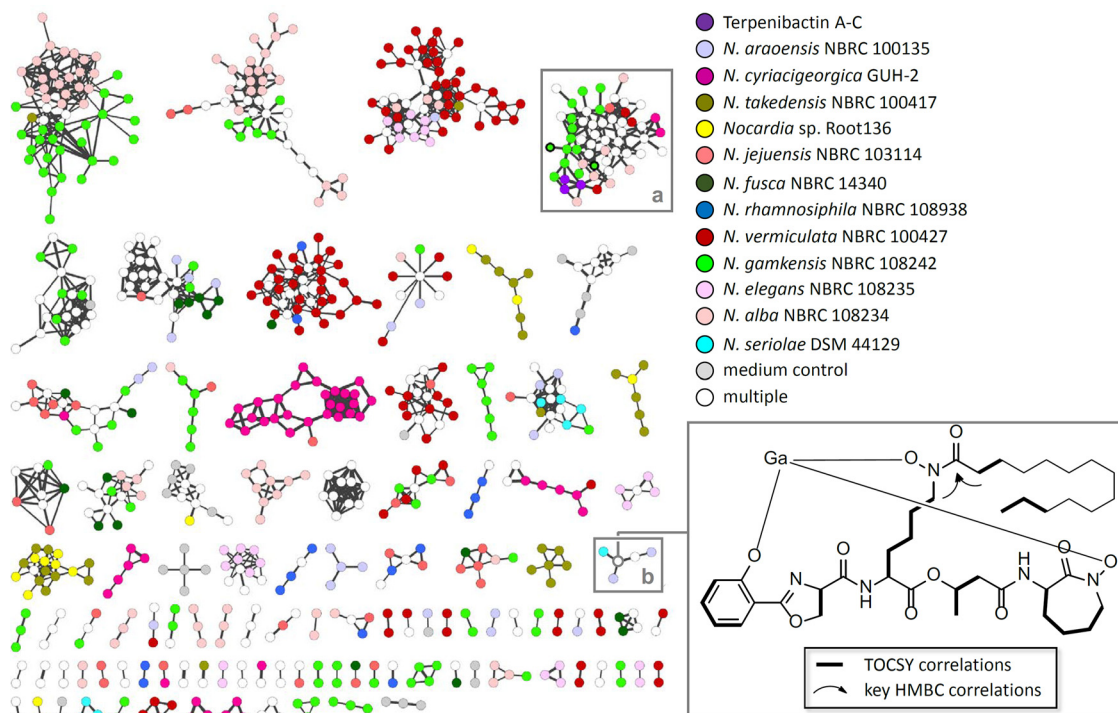 Terpenibactin A-C
N. araoensis NBRC 100135
N. cyriacigeorgica GUH-2
N. takedensis NBRC 100417
Nocardia sp. Root136
N. jejuensis NBRC 103114
N. fusca NBRC 14340
N. rhamnosiphila NBRC 108938
N. vermiculata NBRC 100427
N. gamkensis NBRC 108242
N. elegans NBRC 108235
N. alba NBRC 108234
N. seriolae DSM 44129
medium control
multiple
a
b
O
Ga
O
N
O
O
O
N
O
N
H
O
O
O
H
N
O
N
O
TOCSY correlations
key HMBC correlations